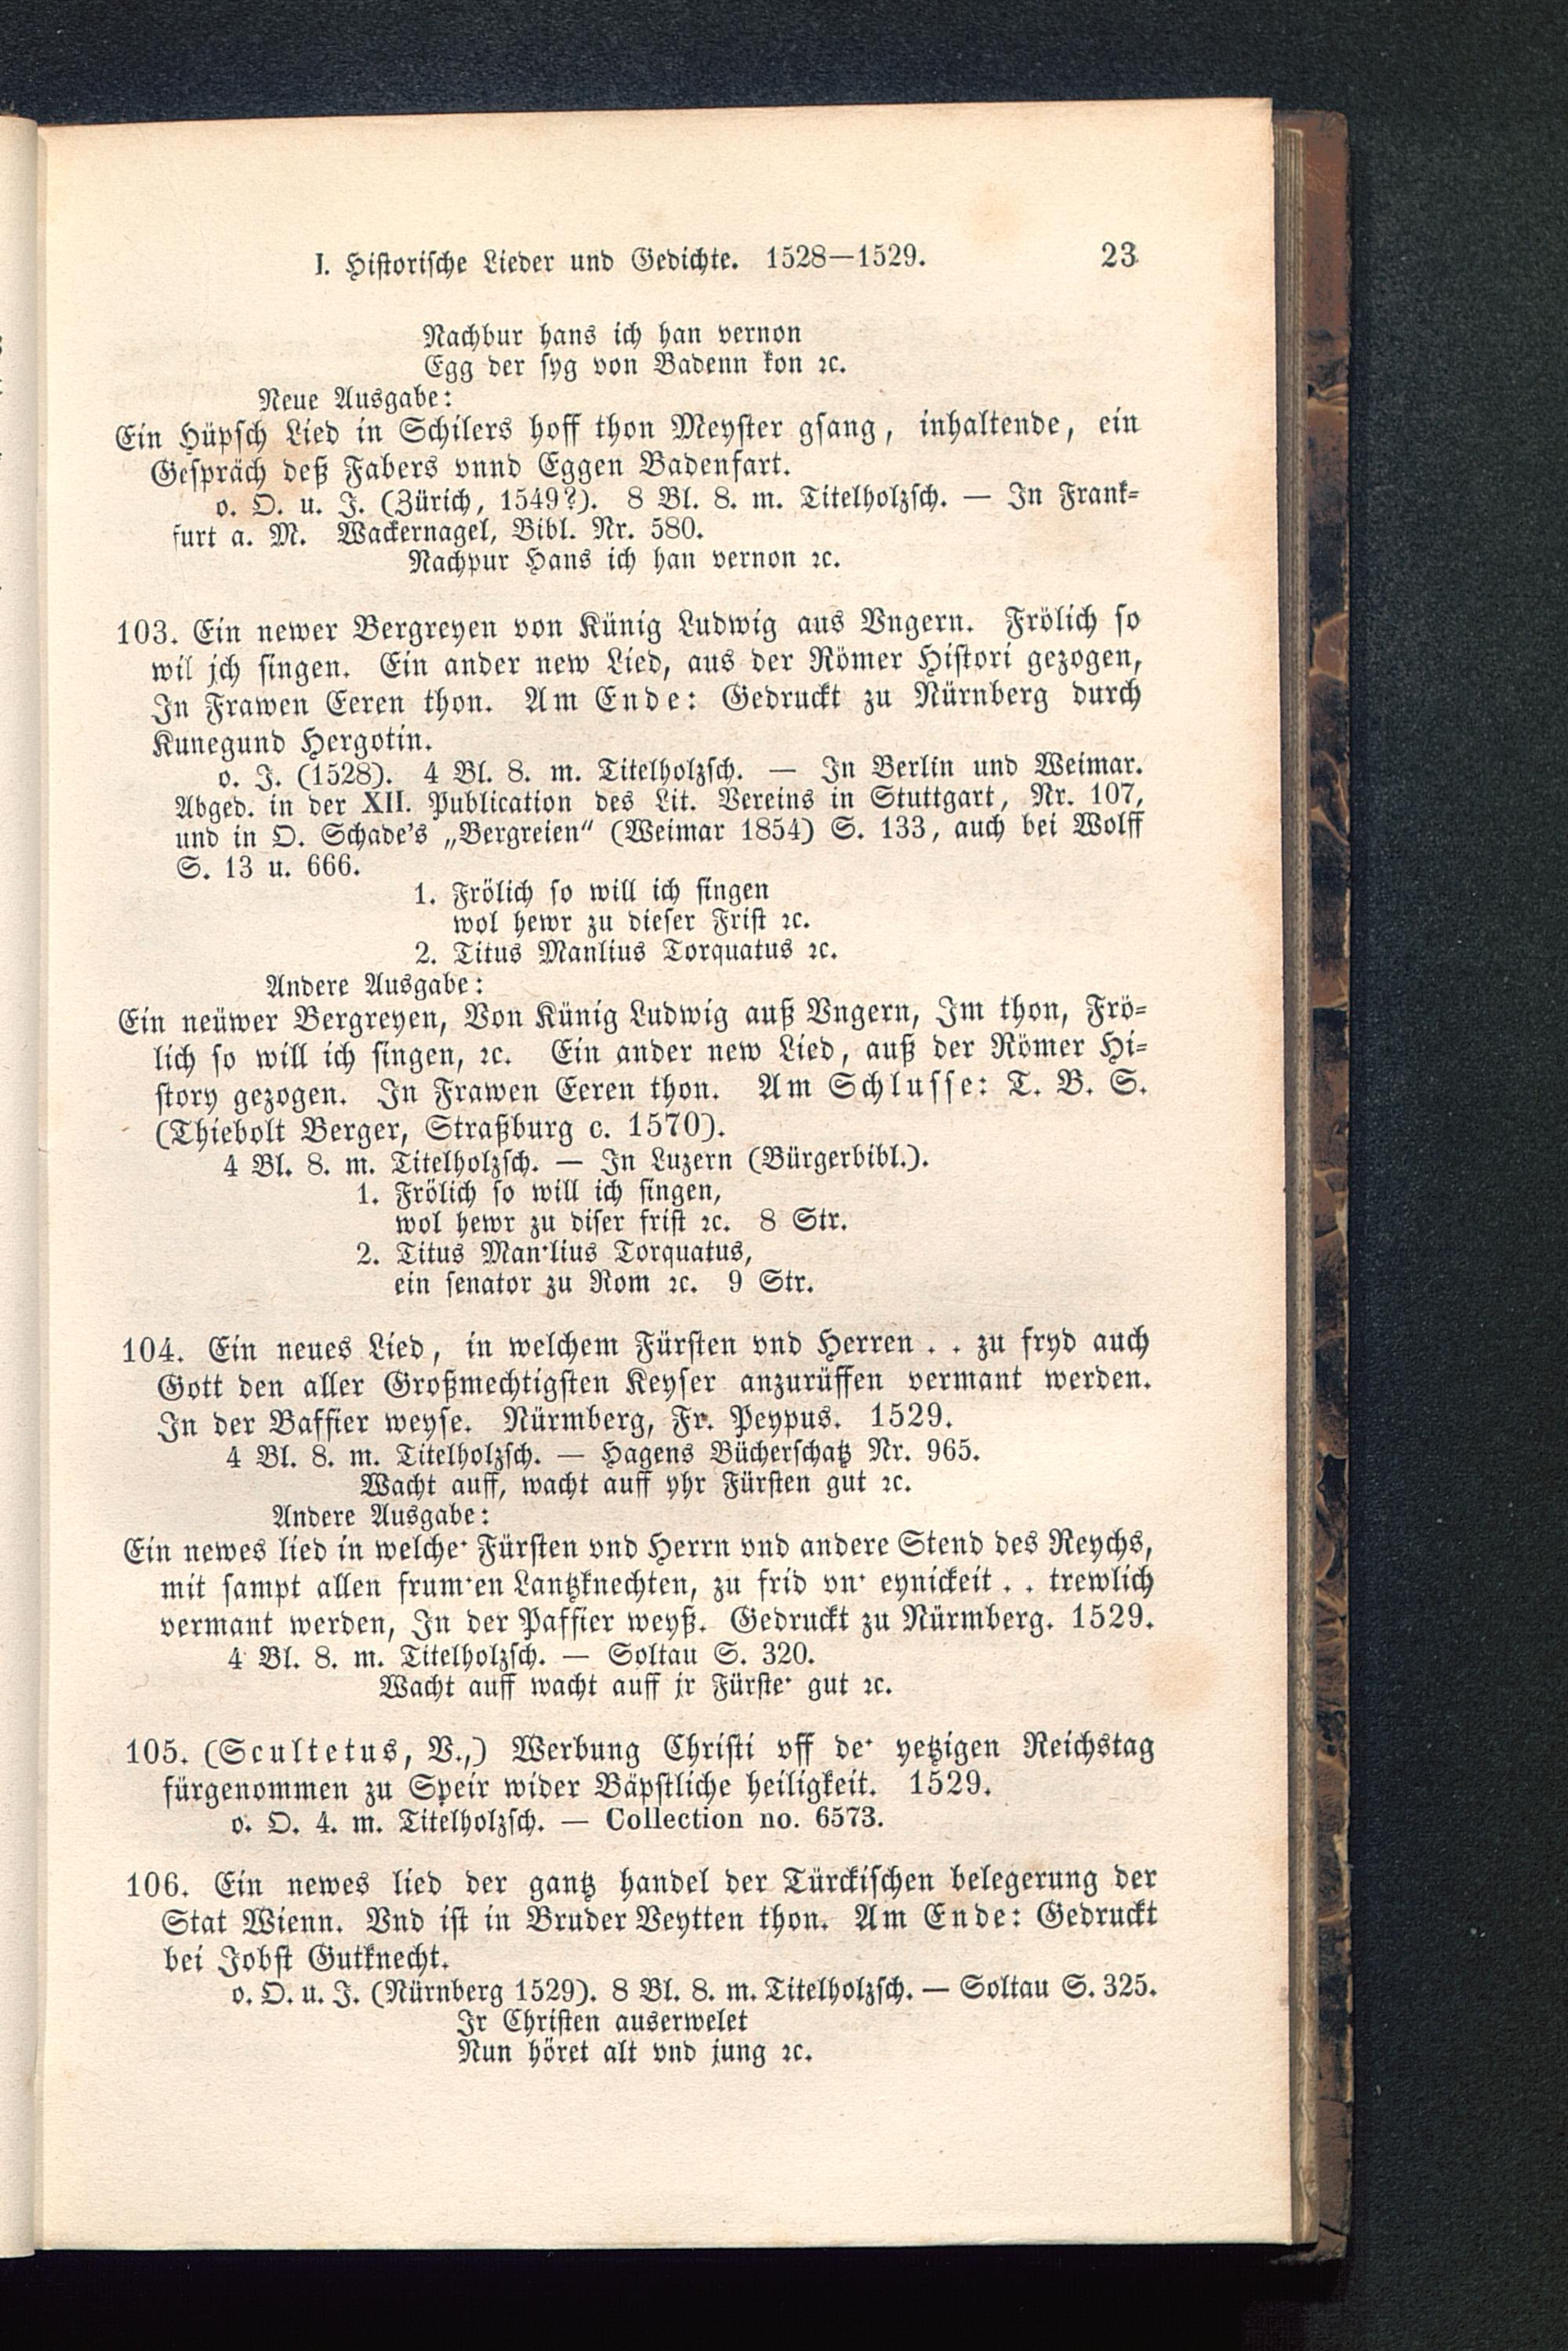 I. Historische Lieder und Gedichte. 1528—1529. 23
Nachbur hans ich han vernon
Egg der syg von Badenn kon ꝛc.
Neue Ausgabe:
Ein Hüpsch Lied in Schilers hoff thon Meyster gsang, inhaltende, ein
Gespräch deß Fabers vnnd Eggen Badenfart.
o. O. u. J. (Zürich, 1549?). 8 Bl. 8. m. Titelholzsch. — In Frank-
furt a. M. Wackernagel, Bibl. Nr. 580.
Nachpur Hans ich han vernon ꝛc.
103. Ein newer Bergreyen von Künig Ludwig aus Vngern. Frölich so
wil jch singen. Ein ander new Lied, aus der Römer Histori gezogen,
In Frawen Eeren thon. Am Ende: Gedruckt zu Nürnberg durch
Kunegund Hergotin.
o. J. (1528). 4 Bl. 8. m. Titelholzsch. — In Berlin und Weimar.
Abged. in der XII. Publication des Lit. Vereins in Stuttgart, Nr. 107,
und in O. Schade's „Bergreien“ (Weimar 1854) S. 133, auch bei Wolff
S. 13 u. 666.
1. Frölich so will ich singen
wol hewr zu dieser Frist ꝛc.
2. Titus Manlius Torquatus ꝛc.
Andere Ausgabe:
Ein neüwer Bergreyen, Von Künig Ludwig auß Vngern, Im thon, Frö-
lich so will ich singen, ꝛc. Ein ander new Lied, auß der Römer Hi-
story gezogen. In Frawen Eeren thon. Am Schlusse: T. B. S.
(Thiebolt Berger, Straßburg c. 1570).
4 Bl. 8. m. Titelholzsch. — In Luzern (Bürgerbibl.).
1. Frölich so will ich singen,
wol hewr zu diser frist ꝛc. 8 Str.
2. Titus Man·lius Torquatus,
ein senator zu Rom ꝛc. 9 Str.
104. Ein neues Lied, in welchem Fürsten vnd Herren . . zu fryd auch
Gott den aller Großmechtigsten Keyser anzurüffen vermant werden.
In der Baffier weyse. Nürmberg, Fr. Peypus. 1529.
4 Bl. 8. m. Titelholzsch. — Hagens Bücherschatz Nr. 965.
Wacht auff, wacht auff yhr Fürsten gut ꝛc.
Andere Ausgabe:
Ein newes lied in welche· Fürsten vnd Herrn vnd andere Stend des Reychs,
mit sampt allen frum·en Lantzknechten, zu frid vn· eynickeit . . trewlich
vermant werden, In der Paffier weyß. Gedruckt zu Nürmberg. 1529.
4 Bl. 8. m. Titelholzsch. — Soltau S. 320.
Wacht auff wacht auff jr Fürste· gut ꝛc.
105. (Scultetus, V.,) Werbung Christi vff de· yetzigen Reichstag
fürgenommen zu Speir wider Bäpstliche heiligkeit. 1529.
o. O. 4. m. Titelholzsch. — Collection no. 6573.
106. Ein newes lied der gantz handel der Türckischen belegerung der
Stat Wienn. Vnd ist in Bruder Veytten thon. Am Ende: Gedruckt
bei Jobst Gutknecht.
o. O. u. J. (Nürnberg 1529). 8 Bl. 8. m. Titelholzsch. — Soltau S. 325.
Ir Christen auserwelet
Nun höret alt vnd jung ꝛc.